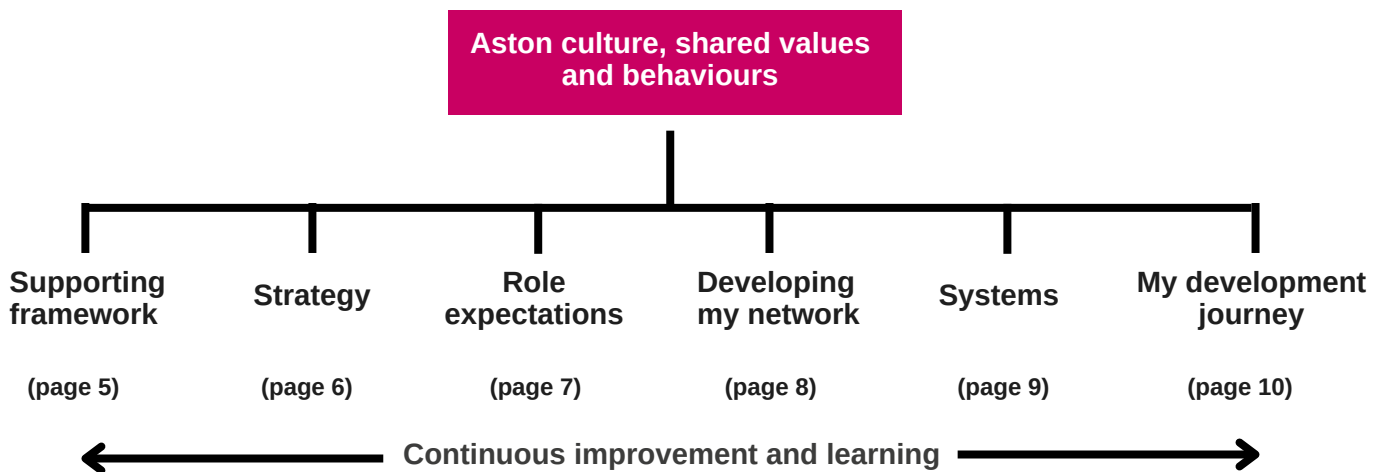 Aston culture, shared values
and behaviours
Supporting
framework
(page 5)
Strategy
(page 6)
Role
expectations
(page 7)
Developing
my network
(page 8)
Systems
(page 9)
My development
journey
(page 10)
Continuous improvement and learning